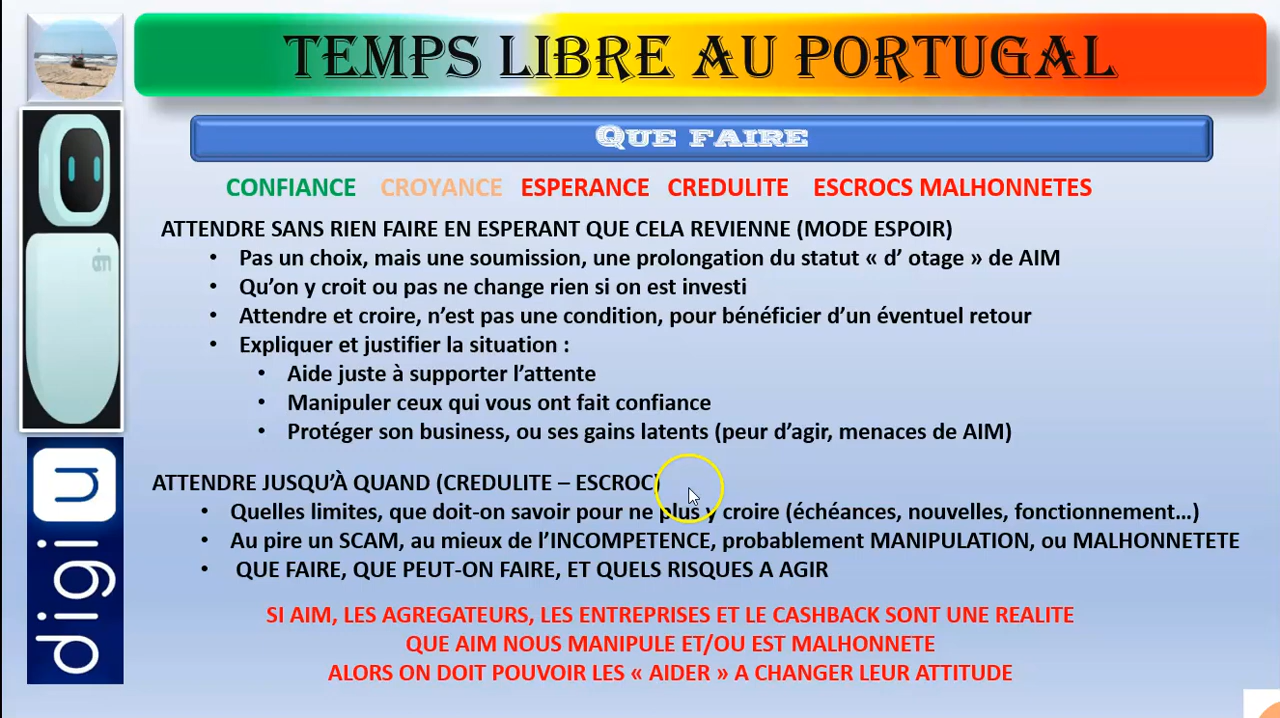 TEMPS LIBRE AU PORTUGAL
QUE FAIRE
CONFIANCE CROYANCE ESPERANCE CREDULITE ESCROCS MALHONNETES
ATTENDRE SANS RIEN FAIRE EN ESPERANT QUE CELA REVIENNE (MODE ESPOIR)
• Pas un choix, mais une soumission, une prolongation du statut « d' otage » de AIM
• Qu'on y croit ou pas ne change rien si on est investi
• Attendre et croire, n'est pas une condition, pour bénéficier d'un éventuel retour
• Expliquer et justifier la situation :
• Aide juste à supporter l'attente
• Manipuler ceux qui vous ont fait confiance
• Protéger son business, ou ses gains latents (peur d'agir, menaces de AIM)
ATTENDRE JUSQU'À QUAND (CREDULITE – ESCROC)
• Quelles limites, que doit-on savoir pour ne plus y croire (échéances, nouvelles, fonctionnement…)
• Au pire un SCAM, au mieux de l'INCOMPETENCE, probablement MANIPULATION, ou MALHONNETETE
• QUE FAIRE, QUE PEUT-ON FAIRE, ET QUELS RISQUES A AGIR
SI AIM, LES AGREGATEURS, LES ENTREPRISES ET LE CASHBACK SONT UNE REALITE
QUE AIM NOUS MANIPULE ET/OU EST MALHONNETE
ALORS ON DOIT POUVOIR LES « AIDER » A CHANGER LEUR ATTITUDE
aim
digi u